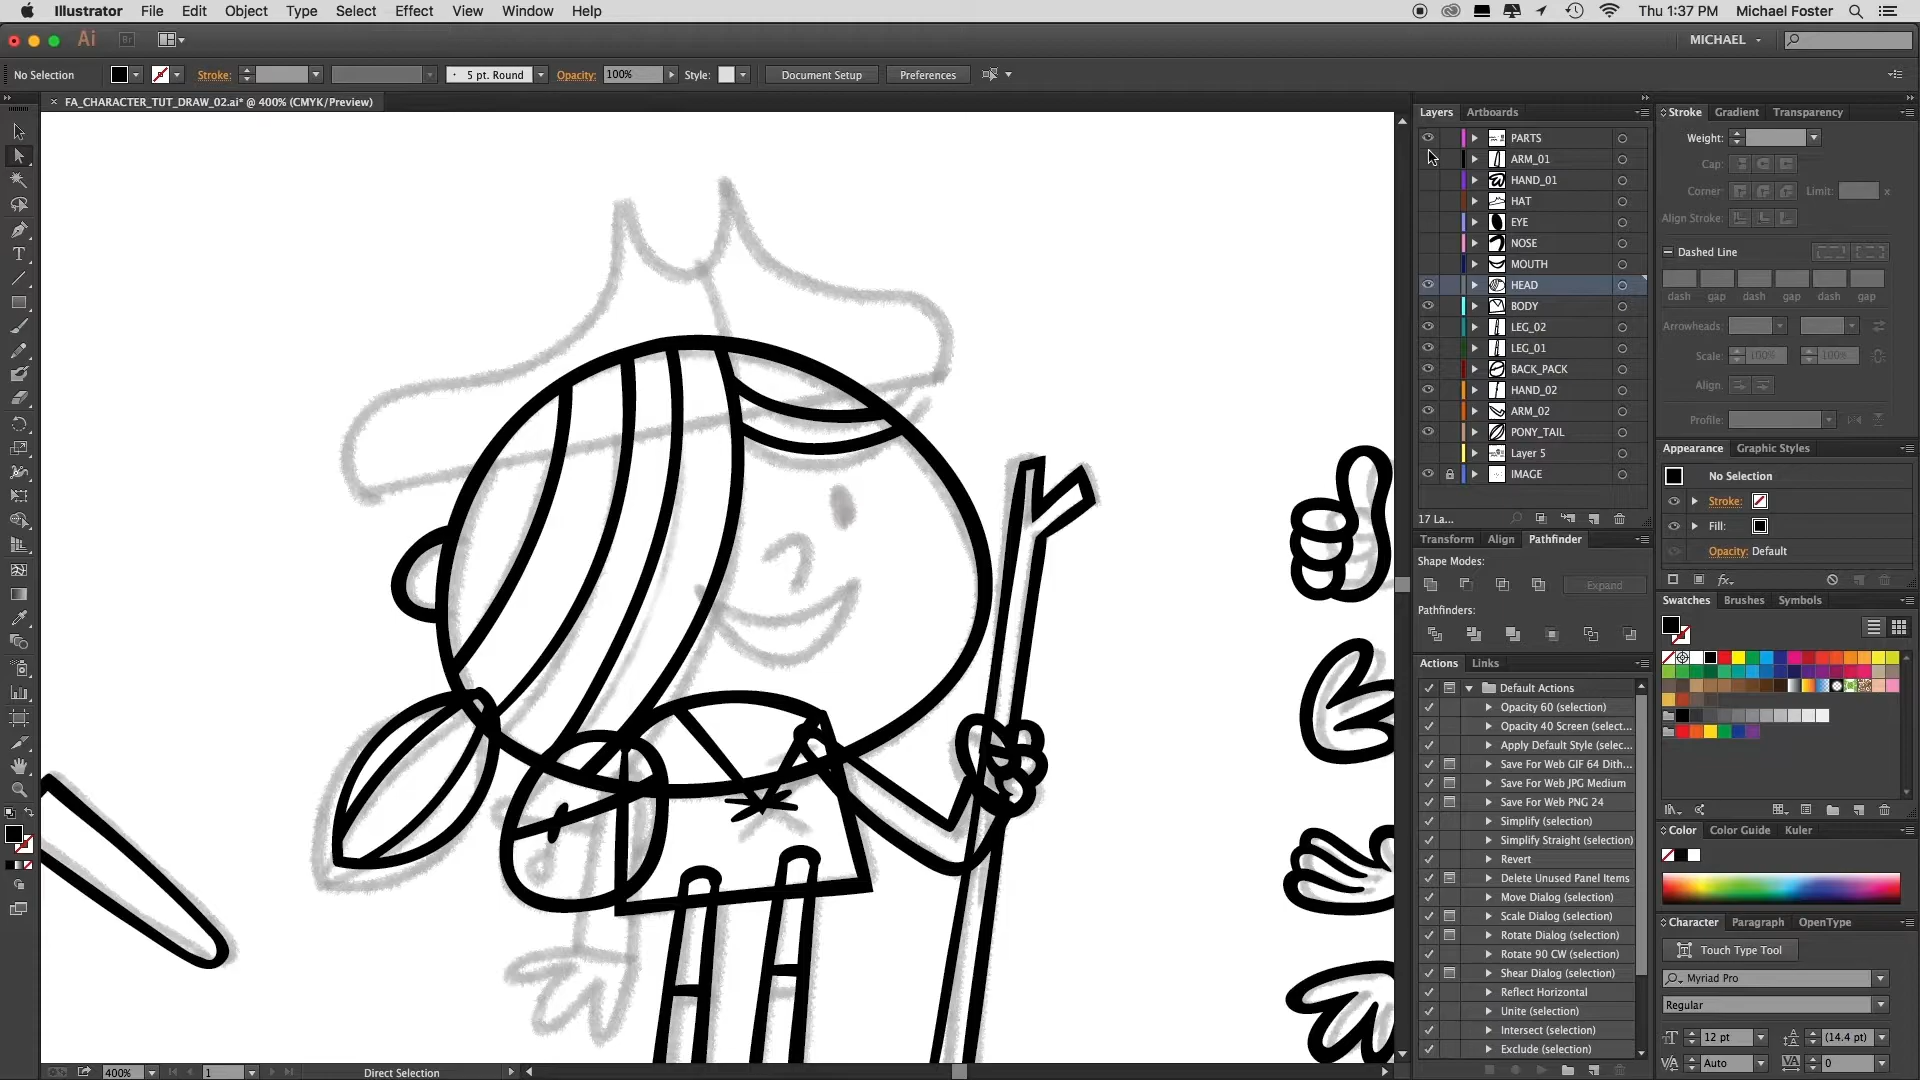 Illustrator File Edit Object Type Select Effect View Window Help Thu 1:37 PM Michael Foster
Ai Br MICHAEL
No Selection Stroke: 5 pt. Round Opacity: 100% Style: Document Setup Preferences
FA_CHARACTER_TUT_DRAW_02.ai* @ 400% (CMYK/Preview)
Layers Artboards
PARTS
ARM_01
HAND_01
HAT
EYE
NOSE
MOUTH
HEAD
BODY
LEG_02
LEG_01
BACK_PACK
HAND_02
ARM_02
PONY_TAIL
Layer 5
IMAGE
17 La...
Transform Align Pathfinder
Shape Modes:
Expand
Pathfinders:
Actions Links
Default Actions
Opacity 60 (selection)
Opacity 40 Screen (select...
Apply Default Style (selec...
Save For Web GIF 64 Dith...
Save For Web JPG Medium
Save For Web PNG 24
Simplify (selection)
Simplify Straight (selection)
Revert
Delete Unused Panel Items
Move Dialog (selection)
Scale Dialog (selection)
Rotate Dialog (selection)
Rotate 90 CW (selection)
Shear Dialog (selection)
Reflect Horizontal
Unite (selection)
Intersect (selection)
Exclude (selection)
Stroke Gradient Transparency
Weight:
Cap:
Corner: Limit: x
Align Stroke:
Dashed Line
dash gap dash gap dash gap
Arrowheads:
Scale: 100% 100%
Align:
Profile:
Appearance Graphic Styles
No Selection
Stroke:
Fill:
Opacity: Default
fx
Swatches Brushes Symbols
Color Color Guide Kuler
Character Paragraph OpenType
Touch Type Tool
Myriad Pro
Regular
12 pt (14.4 pt)
Auto 0
400% 1 Direct Selection